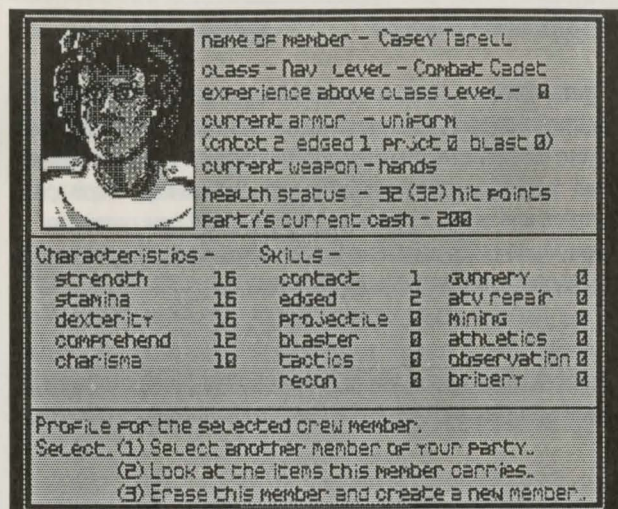 name of member - Casey Tarell
class - Nav Level - Combat Cadet
experience above class level - 0
current armor - uniform
(cntct 2 edged 1 prjct 0 blast 0)
current weapon - hands
health status - 32 (32) hit points
party's current cash - 200
Characteristics - Skills -
strength 16 contact 1 gunnery 0
stamina 16 edged 2 atv repair 0
dexterity 16 projectile 0 mining 0
comprehend 12 blaster 0 athletics 0
charisma 10 tactics 0 observation 0
recon 0 bribery 0
Profile for the selected crew member.
Select.. (1) Select another member of your party..
(2) Look at the items this member carries..
(3) Erase this member and create a new member..